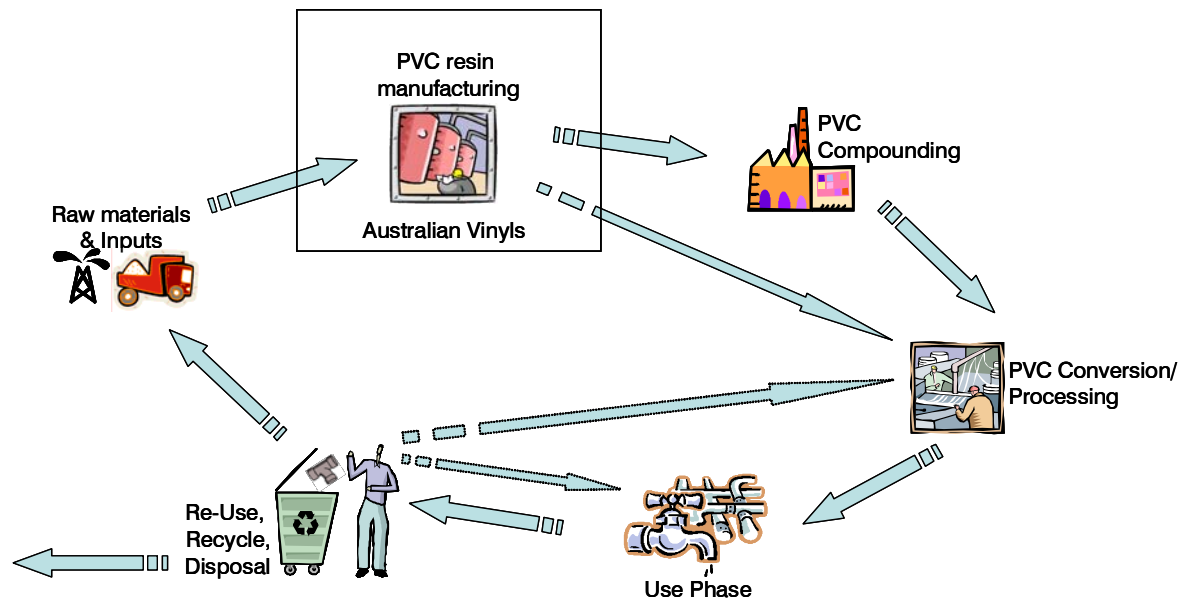 PVC resin
manufacturing
Australian Vinyls
PVC
Compounding
Raw materials
& Inputs
PVC Conversion/
Processing
Re-Use,
Recycle,
Disposal
Use Phase